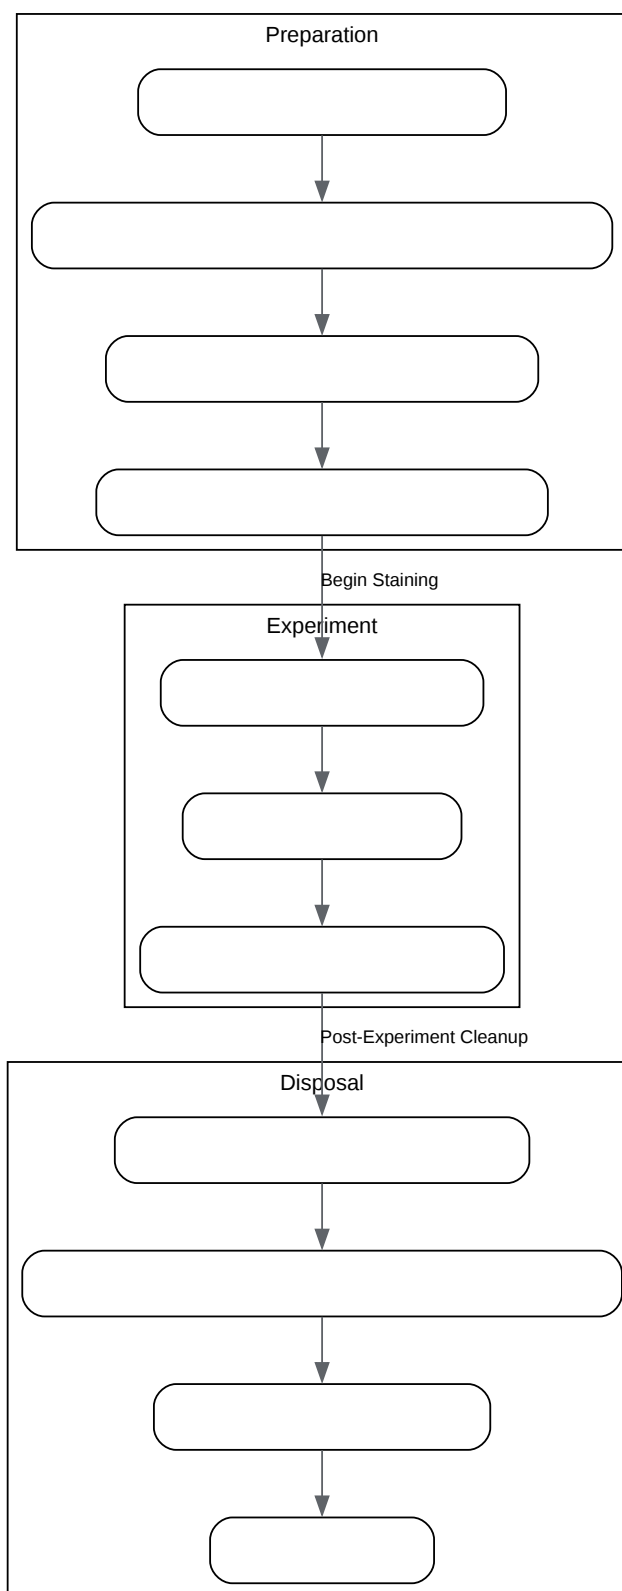 Preparation
Begin Staining
Experiment
Post-Experiment Cleanup
Disposal